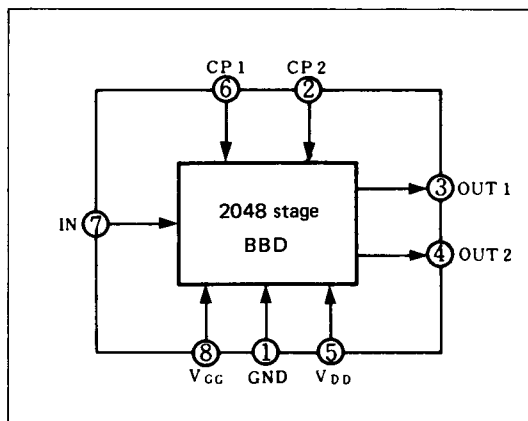 CP 1 CP 2
6 2
2048 stage
BBD
3 OUT 1
IN 7
4 OUT 2
8 1 5
VGG GND VDD